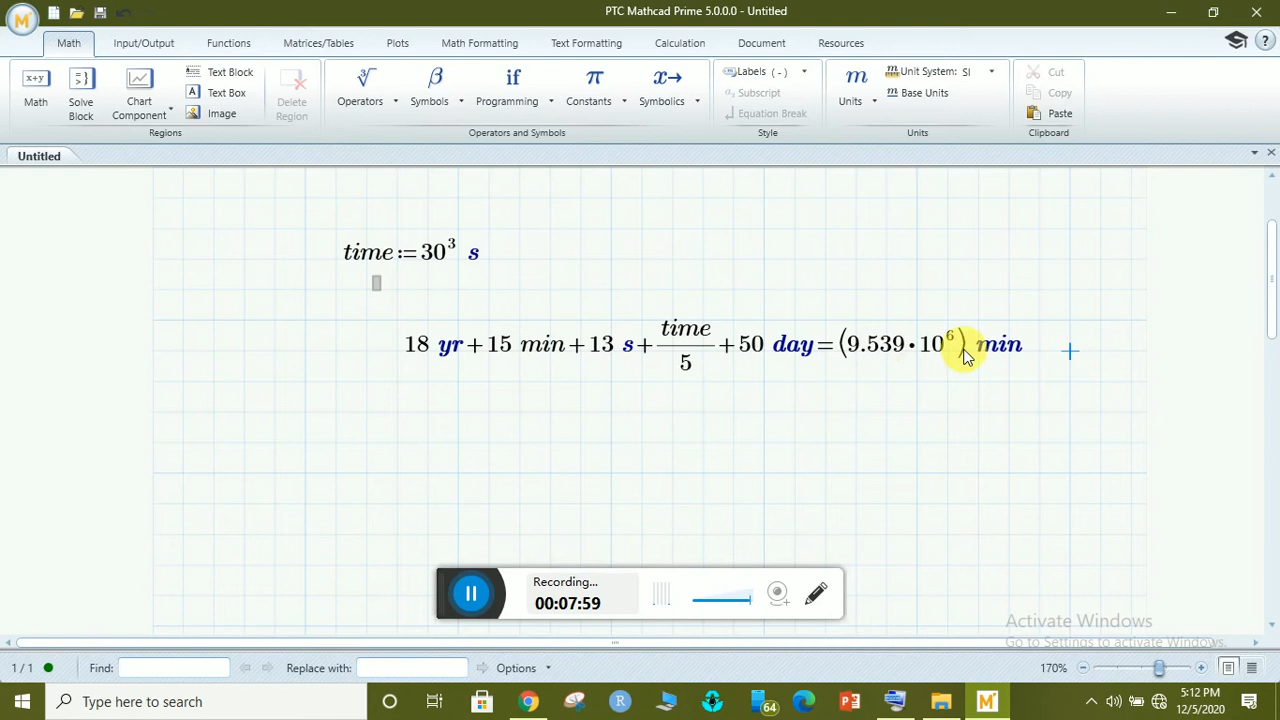 PTC Mathcad Prime 5.0.0.0 - Untitled
Math Input/Output Functions Matrices/Tables Plots Math Formatting Text Formatting Calculation Document Resources
Math
Solve Block
Chart Component
Text Block
Text Box
Image
Delete Region
Operators
Symbols
if Programming
π Constants
Symbolics
Labels ( - )
Subscript
Equation Break
m Units
Unit System: SI
Base Units
Cut
Copy
Paste
Regions Operators and Symbols Style Units Clipboard
Untitled
time:=30³ s
18 yr+15 min+13 s+time/5+50 day=(9.539•10⁶) min
Recording...
00:07:59
Activate Windows
Go to Settings to activate Windows.
1 / 1 Find: Replace with: Options 170%
Type here to search
64
5:12 PM
12/5/2020